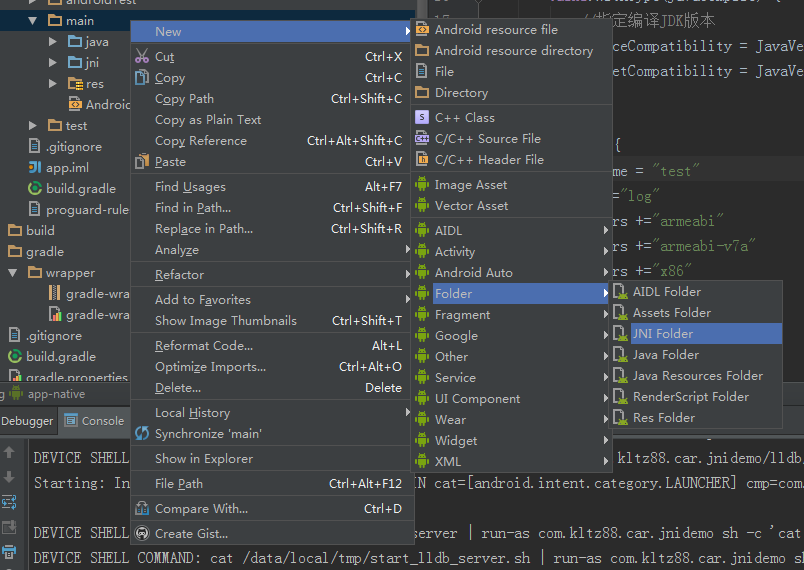 androidTest
main
java
jni
res
Android
test
.gitignore
app.iml
build.gradle
proguard-rule
build
gradle
wrapper
gradle-wra
gradle-wra
.gitignore
build.gradle
gradle.properties
app-native
New
Cut Ctrl+X
Copy Ctrl+C
Copy Path Ctrl+Shift+C
Copy as Plain Text
Copy Reference Ctrl+Alt+Shift+C
Paste Ctrl+V
Find Usages Alt+F7
Find in Path... Ctrl+Shift+F
Replace in Path... Ctrl+Shift+R
Analyze
Refactor
Add to Favorites
Show Image Thumbnails Ctrl+Shift+T
Reformat Code... Alt+L
Optimize Imports... Ctrl+Alt+O
Delete... Delete
Local History
Synchronize 'main'
Show in Explorer
File Path Ctrl+Alt+F12
Compare With... Ctrl+D
Create Gist...
Android resource file
Android resource directory
File
Directory
C++ Class
C/C++ Source File
C/C++ Header File
Image Asset
Vector Asset
AIDL
Activity
Android Auto
Folder
Fragment
Google
Other
Service
UI Component
Wear
Widget
XML
AIDL Folder
Assets Folder
JNI Folder
Java Folder
Java Resources Folder
RenderScript Folder
Res Folder
//指定编译JDK版本
ceCompatibility = JavaVe
etCompatibility = JavaVe
{
me = "test"
="log"
rs +="armeabi"
rs +="armeabi-v7a"
rs +="x86"
Debugger Console
DEVICE SHELL kltz88.car.jnidemo/lldb/
Starting: In IN cat=[android.intent.category.LAUNCHER] cmp=com.
DEVICE SHELL server | run-as com.kltz88.car.jnidemo sh -c 'cat
DEVICE SHELL COMMAND: cat /data/local/tmp/start_lldb_server.sh | run-as com.kltz88.car.jnidemo sh